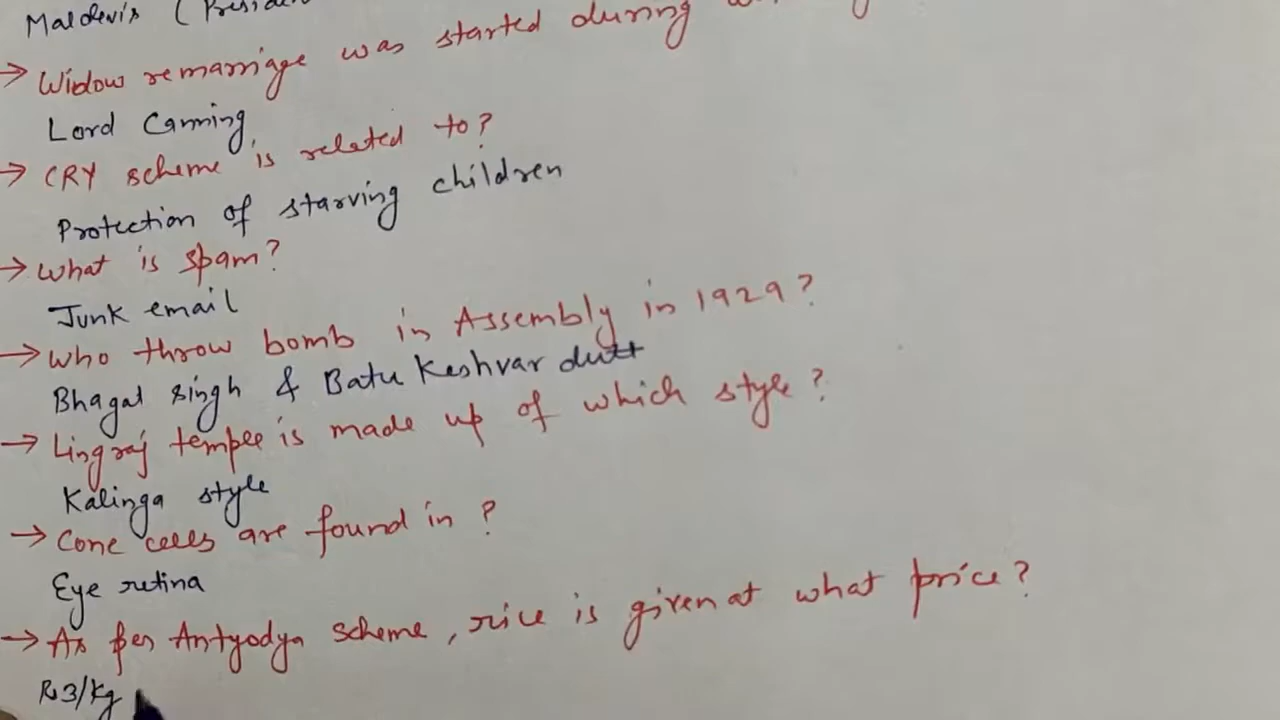 Maldevis (Presiden
→ Widow remarriage was started during
Lord Canning
→ CRY scheme is related to?
Protection of starving children
→ What is spam?
Junk email
→ Who throw bomb in Assembly in 1929?
Bhagat Singh & Batu Keshvar dutt
→ Lingraj temple is made up of which style?
Kalinga style
→ Cone cells are found in?
Eye retina
→ As per Antyodya scheme, rice is given at what price?
Rs 3/Kg